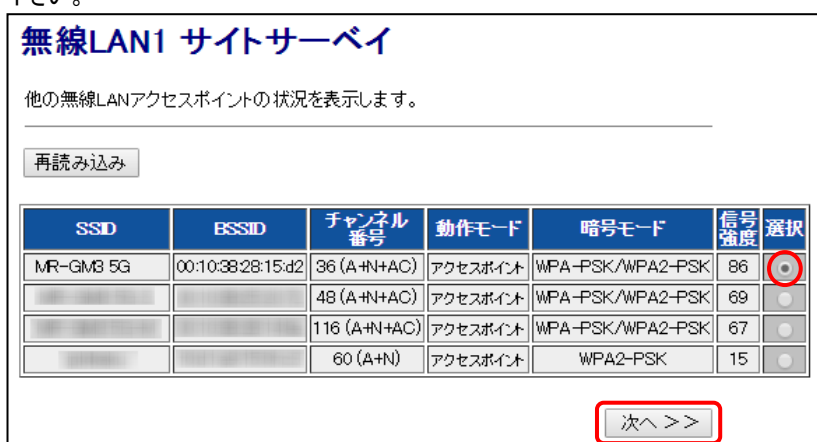 下さい。
無線LAN1 サイトサーベイ
他の無線LANアクセスポイントの状況を表示します。
再読み込み
SSID BSSID チャンネル番号 動作モード 暗号モード 信号強度 選択
MR-GM3 5G 00:10:38:28:15:d2 36 (A+N+AC) アクセスポイント WPA-PSK/WPA2-PSK 86
48 (A+N+AC) アクセスポイント WPA-PSK/WPA2-PSK 69
116 (A+N+AC) アクセスポイント WPA-PSK/WPA2-PSK 67
60 (A+N) アクセスポイント WPA2-PSK 15
次へ >>